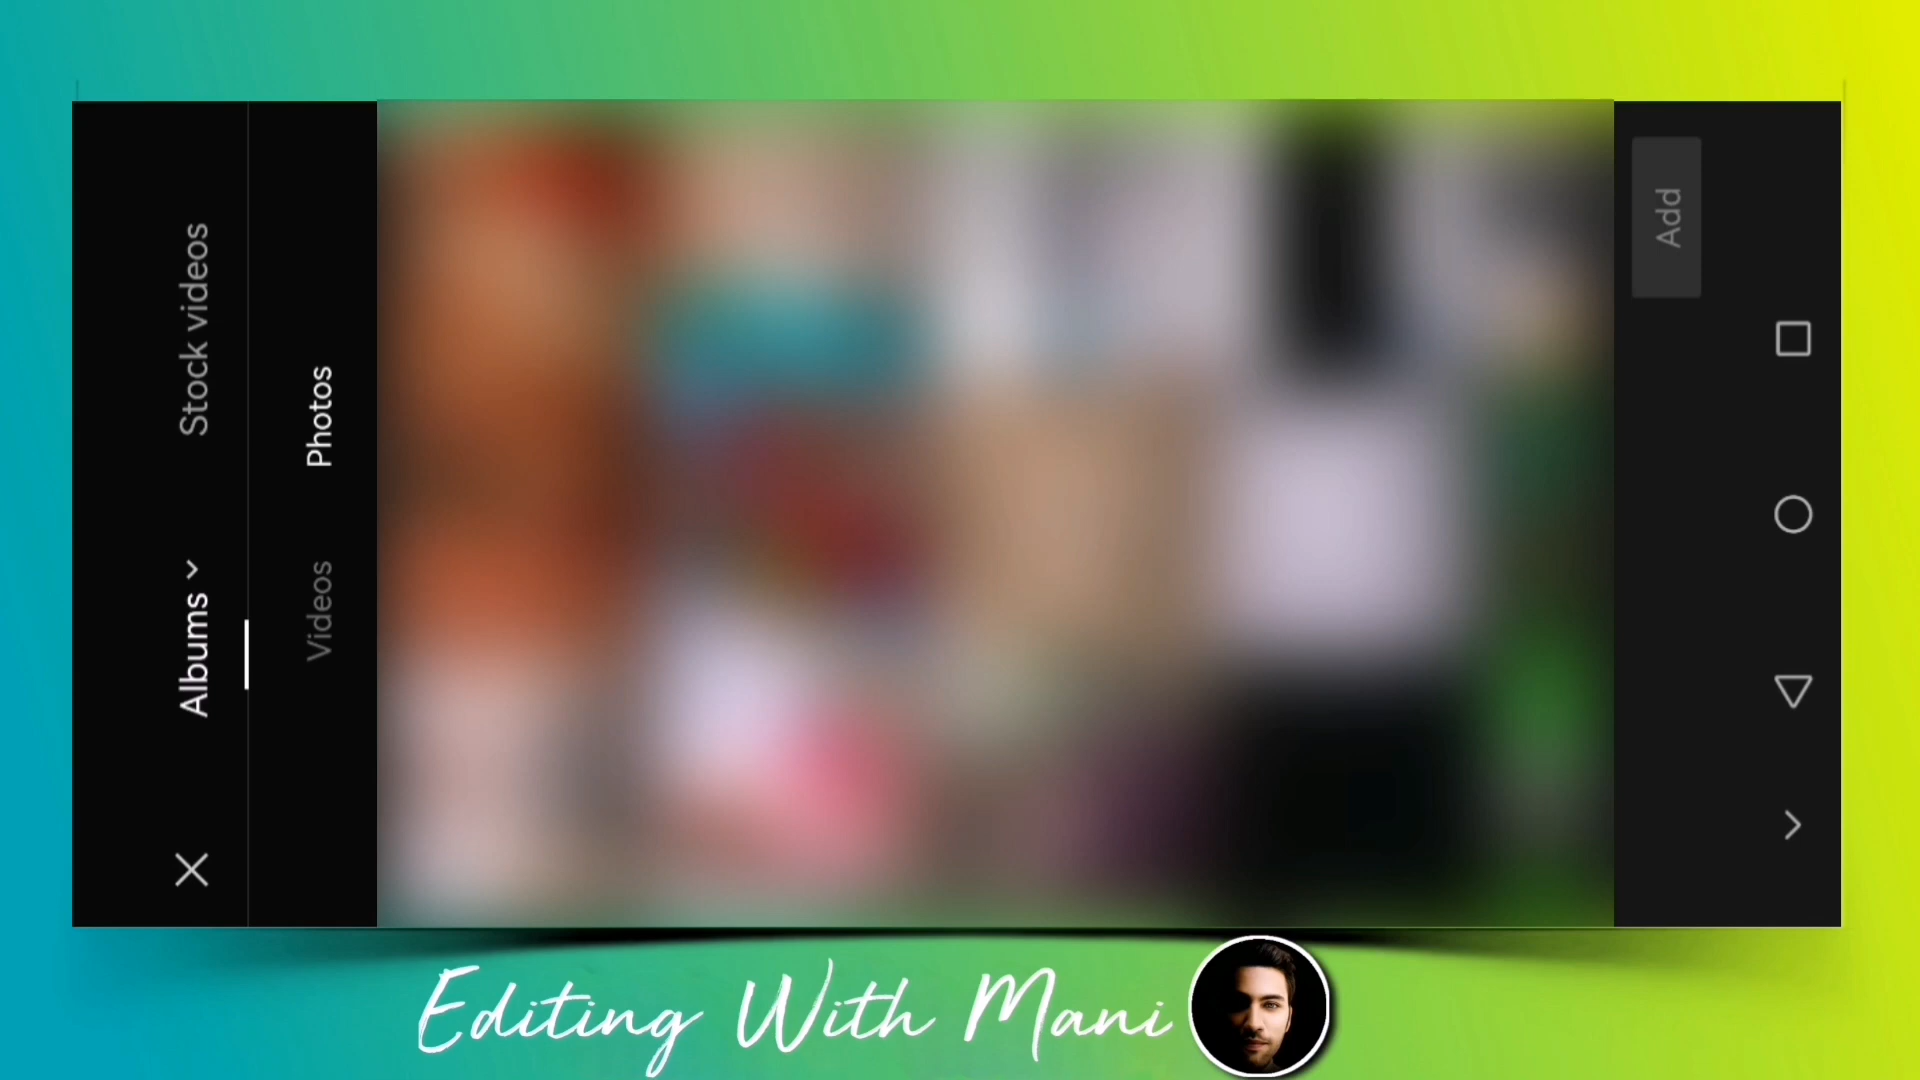 Albums
Stock videos
Videos
Photos
Add
Editing With Mani